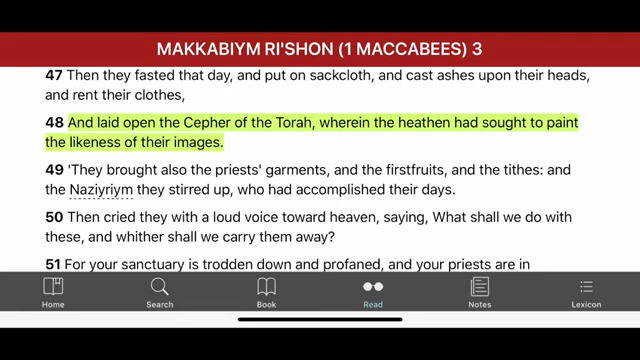 MAKKABIYM RI'SHON (1 MACCABEES) 3
47 Then they fasted that day, and put on sackcloth, and cast ashes upon their heads,
and rent their clothes,
48 And laid open the Cepher of the Torah, wherein the heathen had sought to paint
the likeness of their images.
49 'They brought also the priests' garments, and the firstfruits, and the tithes: and
the Naziyriym they stirred up, who had accomplished their days.
50 Then cried they with a loud voice toward heaven, saying, What shall we do with
these, and whither shall we carry them away?
51 For your sanctuary is trodden down and profaned, and your priests are in
Home Search Book Read Notes Lexicon